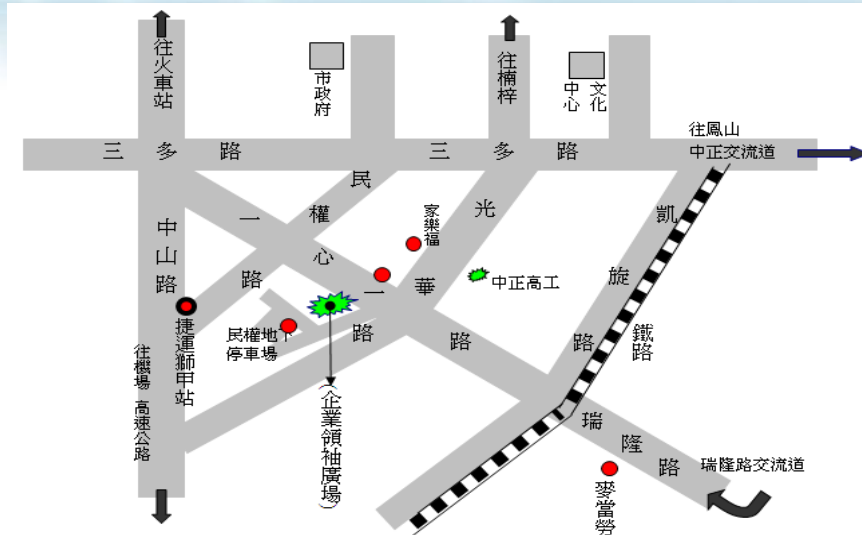 往火車站
市政府
往楠梓
文化
中心
往鳳山
中正交流道
三多路
三多路
中山路
民權路
一心一路
光華路
凱旋路
鐵路
家樂福
中正高工
捷運獅甲站
民權地下
停車場
(企業領袖廣場)
往機場 高速公路
瑞隆路
瑞隆路交流道
麥當勞